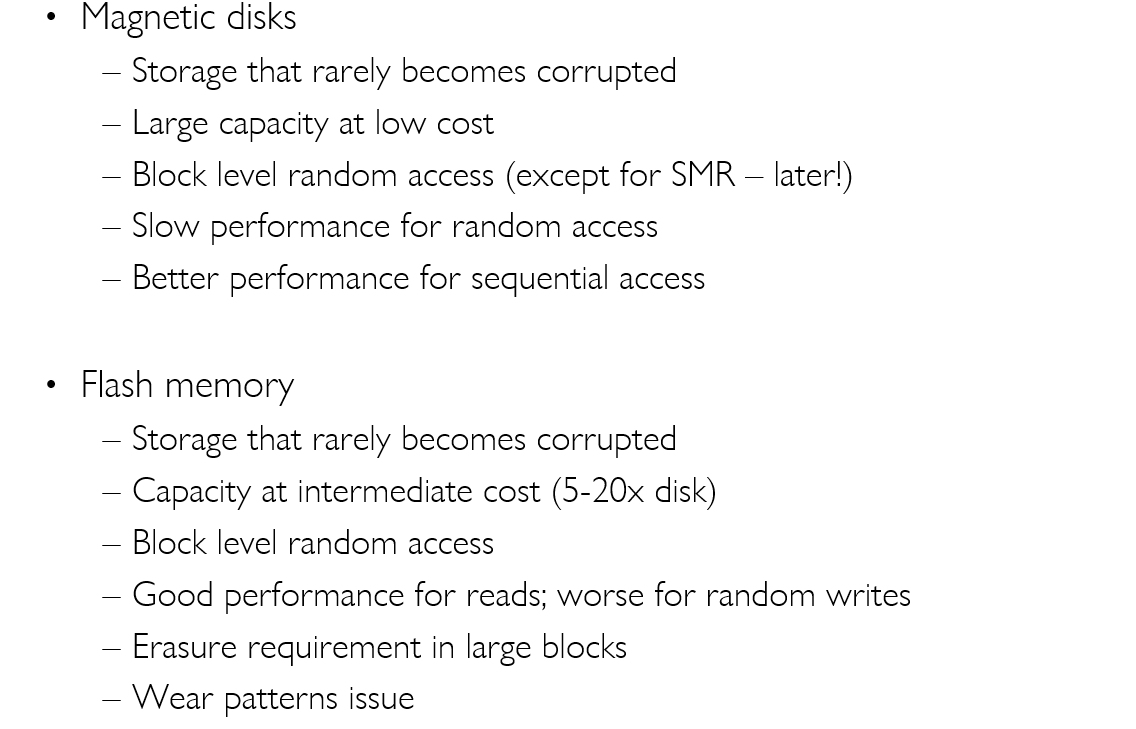 • Magnetic disks
– Storage that rarely becomes corrupted
– Large capacity at low cost
– Block level random access (except for SMR – later!)
– Slow performance for random access
– Better performance for sequential access
• Flash memory
– Storage that rarely becomes corrupted
– Capacity at intermediate cost (5-20x disk)
– Block level random access
– Good performance for reads; worse for random writes
– Erasure requirement in large blocks
– Wear patterns issue